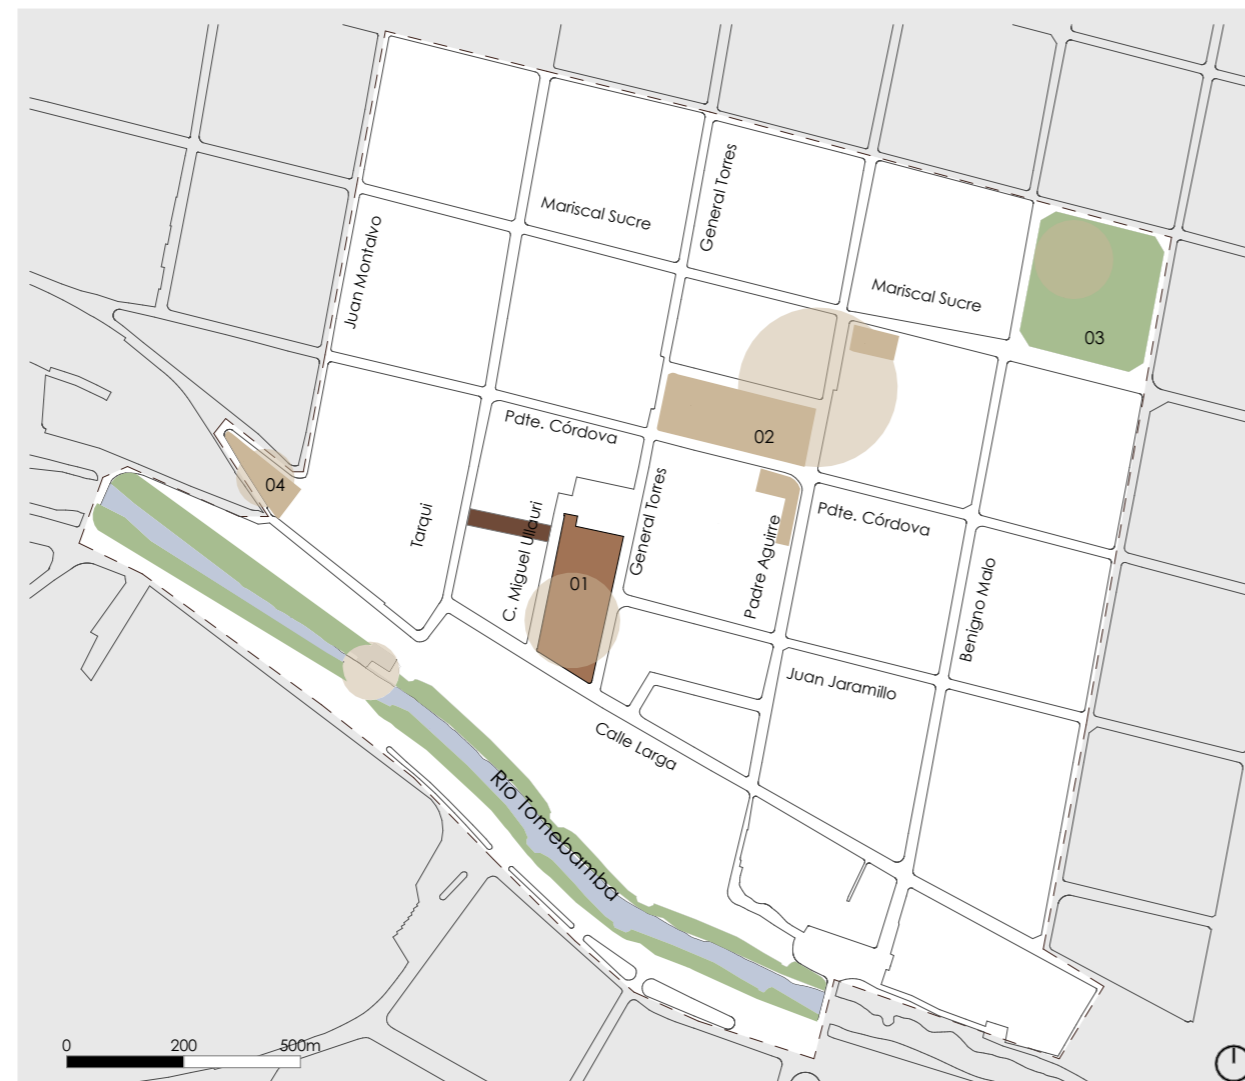 General Torres
Mariscal Sucre
Juan Montalvo
Mariscal Sucre
03
Pdte. Córdova
02
04
General Torres
Tarqui
C. Miguel Ullauri
Padre Aguirre
Pdte. Córdova
01
Benigno Malo
Juan Jaramillo
Calle Larga
Río Tomebamba
0 200 500m